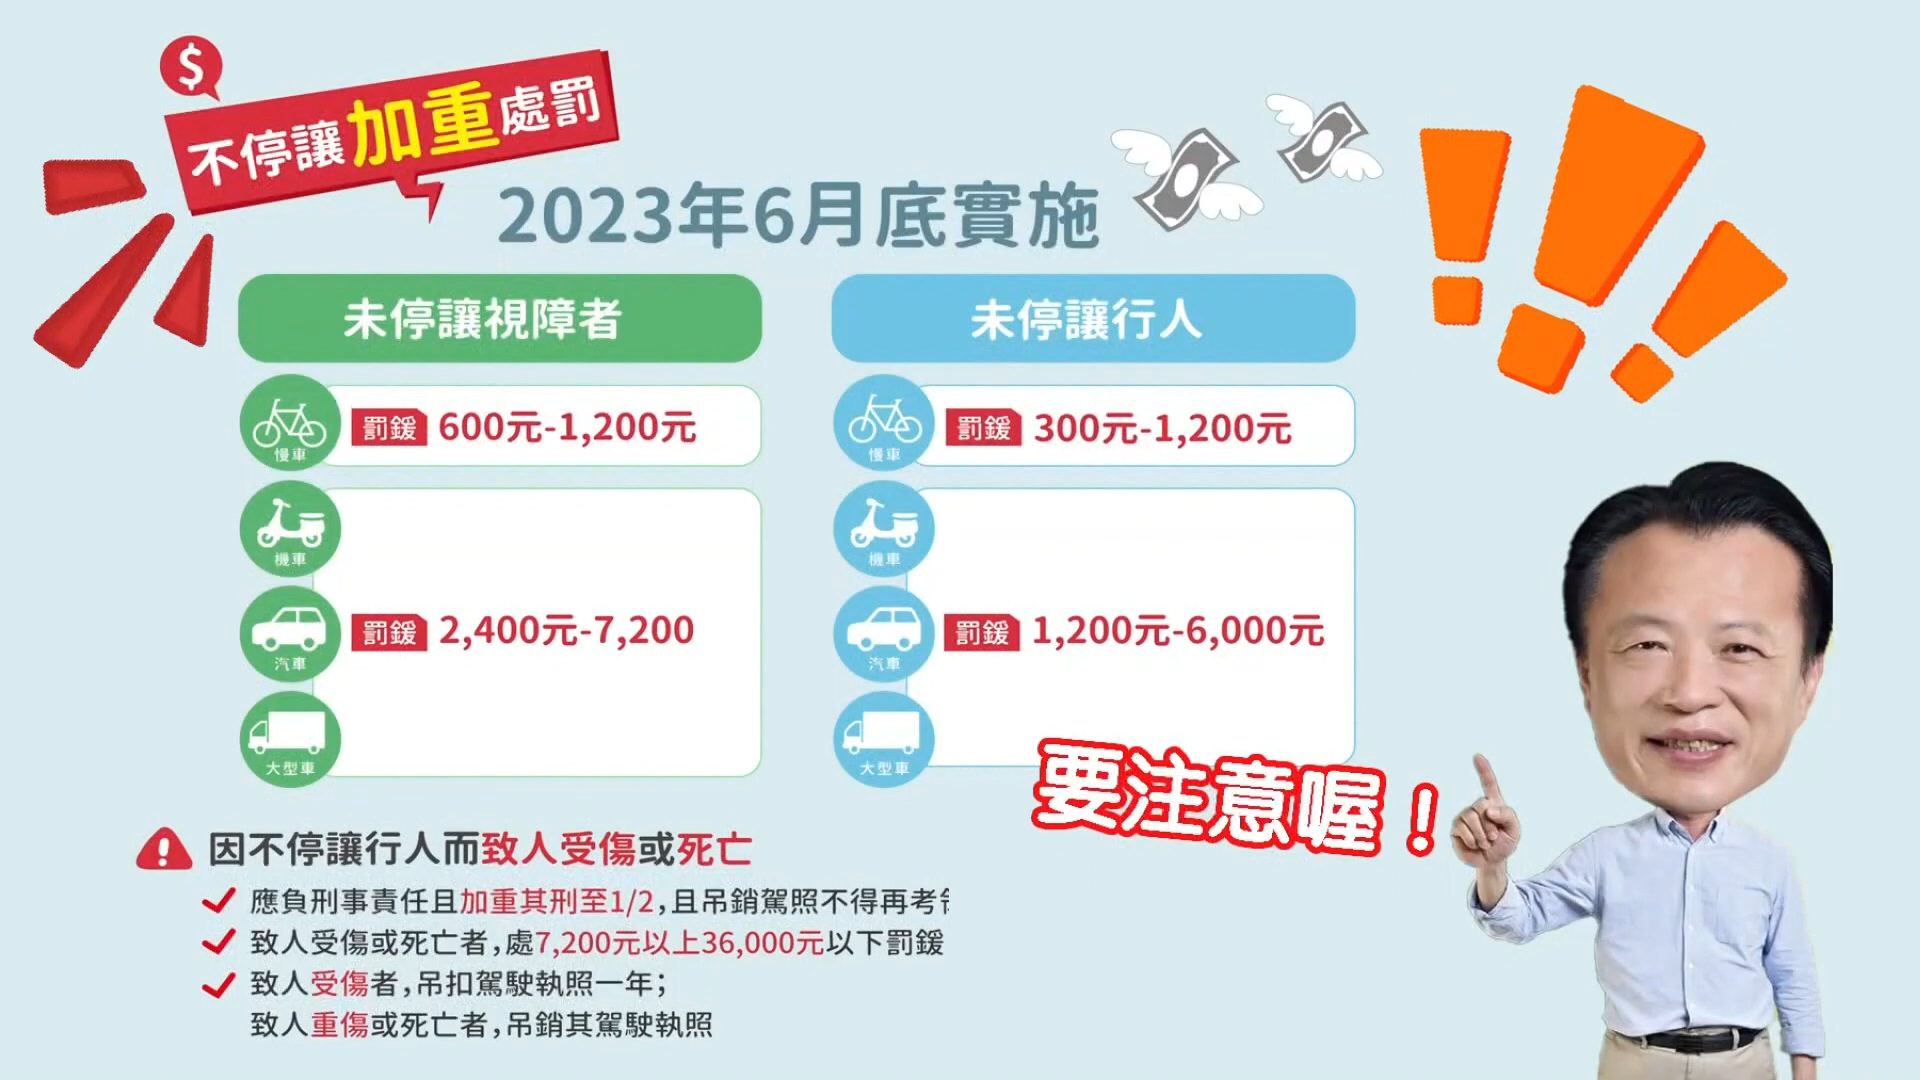 $
不停讓加重處罰
2023年6月底實施
未停讓視障者
慢車
罰鍰 600元-1,200元
機車
汽車
罰鍰 2,400元-7,200
大型車
未停讓行人
慢車
罰鍰 300元-1,200元
機車
汽車
罰鍰 1,200元-6,000元
大型車
要注意喔!
因不停讓行人而致人受傷或死亡
應負刑事責任且加重其刑至1/2,且吊銷駕照不得再考
致人受傷或死亡者,處7,200元以上36,000元以下罰鍰
致人受傷者,吊扣駕駛執照一年;
致人重傷或死亡者,吊銷其駕駛執照